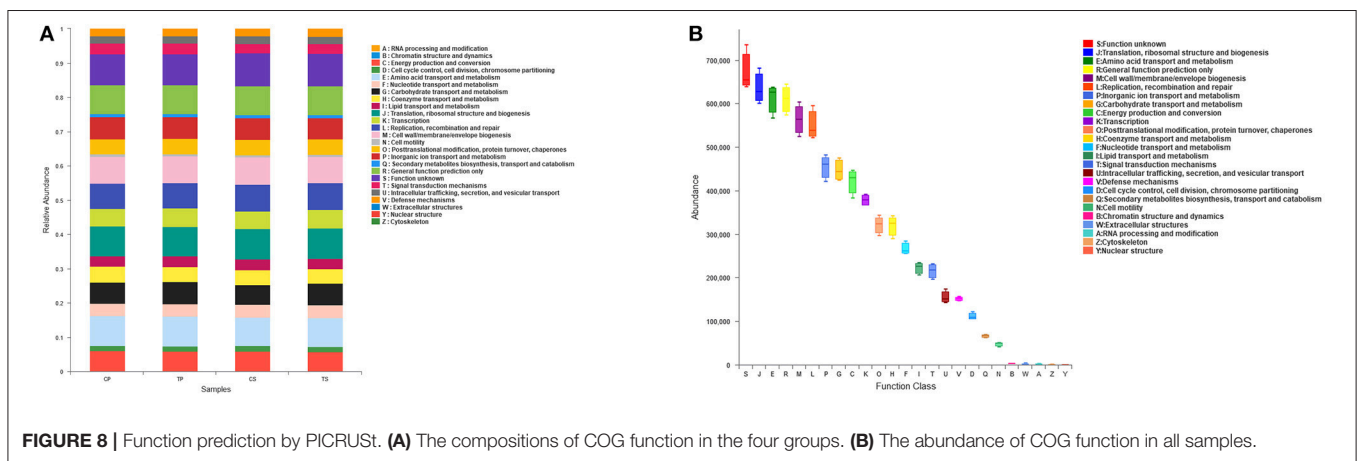 A
Relative Abundance
1
0.9
0.8
0.7
0.6
0.5
0.4
0.3
0.2
0.1
0
CP TP CS TS
Samples
A : RNA processing and modification
B : Chromatin structure and dynamics
C : Energy production and conversion
D : Cell cycle control, cell division, chromosome partitioning
E : Amino acid transport and metabolism
F : Nucleotide transport and metabolism
G : Carbohydrate transport and metabolism
H : Coenzyme transport and metabolism
I : Lipid transport and metabolism
J : Translation, ribosomal structure and biogenesis
K : Transcription
L : Replication, recombination and repair
M : Cell wall/membrane/envelope biogenesis
N : Cell motility
O : Posttranslational modification, protein turnover, chaperones
P : Inorganic ion transport and metabolism
Q : Secondary metabolites biosynthesis, transport and catabolism
R : General function prediction only
S : Function unknown
T : Signal transduction mechanisms
U : Intracellular trafficking, secretion, and vesicular transport
V : Defense mechanisms
W : Extracellular structures
Y : Nuclear structure
Z : Cytoskeleton
B
Abundance
700,000
600,000
500,000
400,000
300,000
200,000
100,000
0
S J E R M L P G C K O H F I T U V D Q N B W A Z Y
Function Class
S:Function unknown
J:Translation, ribosomal structure and biogenesis
E:Amino acid transport and metabolism
R:General function prediction only
M:Cell wall/membrane/envelope biogenesis
L:Replication, recombination and repair
P:Inorganic ion transport and metabolism
G:Carbohydrate transport and metabolism
C:Energy production and conversion
K:Transcription
O:Posttranslational modification, protein turnover, chaperones
H:Coenzyme transport and metabolism
F:Nucleotide transport and metabolism
I:Lipid transport and metabolism
T:Signal transduction mechanisms
U:Intracellular trafficking, secretion, and vesicular transport
V:Defense mechanisms
D:Cell cycle control, cell division, chromosome partitioning
Q:Secondary metabolites biosynthesis, transport and catabolism
N:Cell motility
B:Chromatin structure and dynamics
W:Extracellular structures
A:RNA processing and modification
Z:Cytoskeleton
Y:Nuclear structure
FIGURE 8 | Function prediction by PICRUSt. (A) The compositions of COG function in the four groups. (B) The abundance of COG function in all samples.